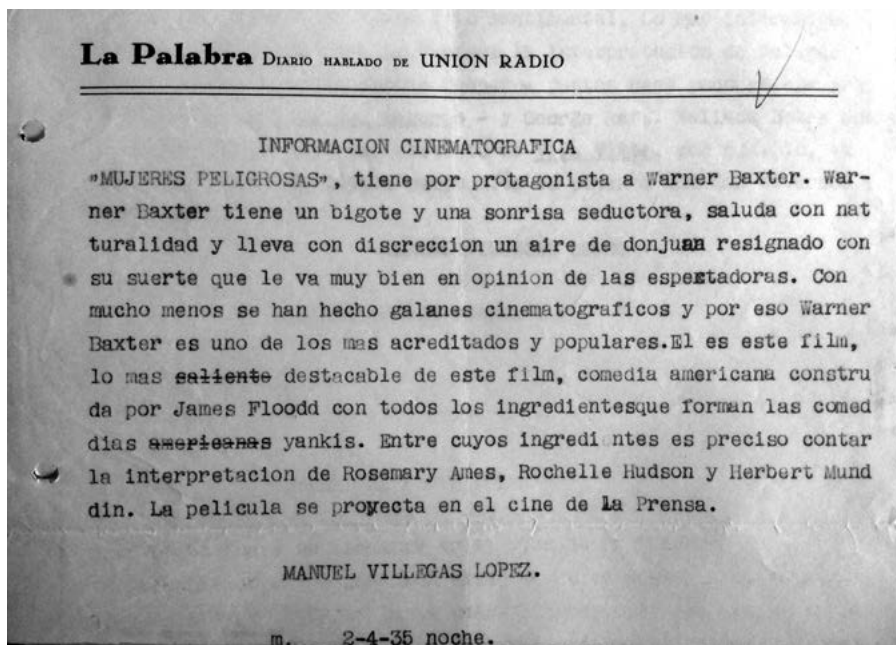 La Palabra DIARIO HABLADO DE UNION RADIO
INFORMACION CINEMATOGRAFICA
"MUJERES PELIGROSAS", tiene por protagonista a Warner Baxter. War-
ner Baxter tiene un bigote y una sonrisa seductora, saluda con nat
turalidad y lleva con discreccion un aire de donjuan resignado con
su suerte que le va muy bien en opinion de las espectadoras. Con
mucho menos se han hecho galanes cinematograficos y por eso Warner
Baxter es uno de los mas acreditados y populares.El es este film,
lo mas saliente destacable de este film, comedia americana constru
da por James Floodd con todos los ingredientesque forman las comed
dias americanas yankis. Entre cuyos ingredi ntes es preciso contar
la interpretacion de Rosemary Ames, Rochelle Hudson y Herbert Mund
din. La pelicula se proyecta en el cine de La Prensa.
MANUEL VILLEGAS LOPEZ.
m. 2-4-35 noche.